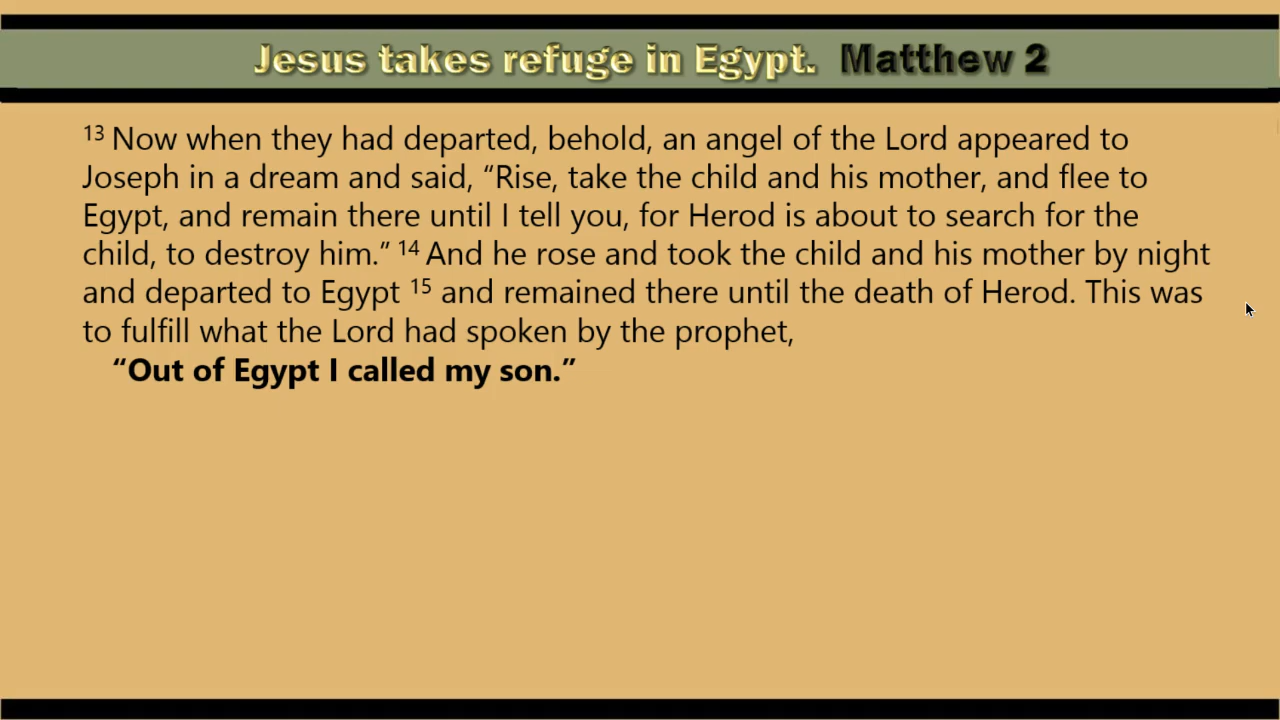 Jesus takes refuge in Egypt.  Matthew 2
13 Now when they had departed, behold, an angel of the Lord appeared to
Joseph in a dream and said, “Rise, take the child and his mother, and flee to
Egypt, and remain there until I tell you, for Herod is about to search for the
child, to destroy him.” 14 And he rose and took the child and his mother by night
and departed to Egypt 15 and remained there until the death of Herod. This was
to fulfill what the Lord had spoken by the prophet,
“Out of Egypt I called my son.”